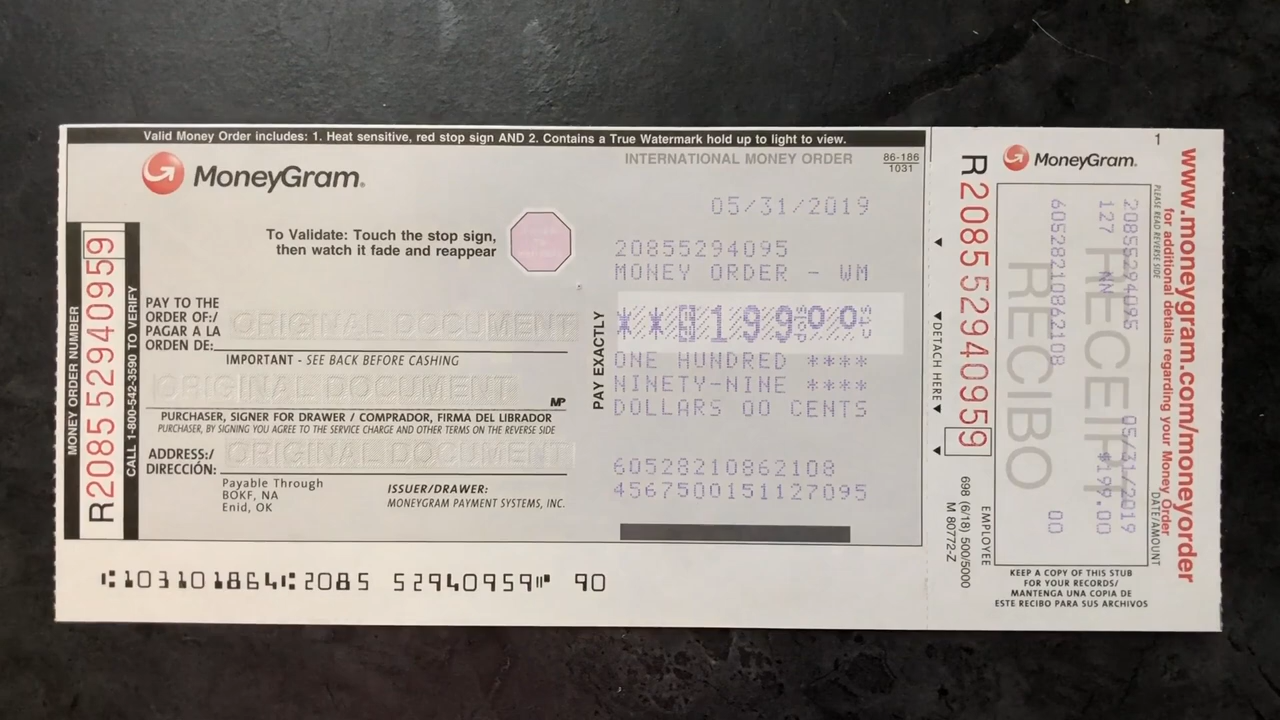 Valid Money Order includes: 1. Heat sensitive, red stop sign AND 2. Contains a True Watermark hold up to light to view.
MoneyGram.
INTERNATIONAL MONEY ORDER
86-186
1031
05/31/2019
To Validate: Touch the stop sign,
then watch it fade and reappear
20855294095
MONEY ORDER - WM
MONEY ORDER NUMBER
R208552940959
CALL 1-800-542-3590 TO VERIFY
PAY TO THE
ORDER OF:/
PAGAR A LA
ORDEN DE:
ORIGINAL DOCUMENT
IMPORTANT - SEE BACK BEFORE CASHING
ORIGINAL DOCUMENT
MP
PURCHASER, SIGNER FOR DRAWER / COMPRADOR, FIRMA DEL LIBRADOR
PURCHASER, BY SIGNING YOU AGREE TO THE SERVICE CHARGE AND OTHER TERMS ON THE REVERSE SIDE
ORIGINAL DOCUMENT
ADDRESS:/
DIRECCIÓN:
Payable Through
BOKF, NA
Enid, OK
ISSUER/DRAWER:
MONEYGRAM PAYMENT SYSTEMS, INC.
PAY EXACTLY
**$199.00
ONE HUNDRED ****
NINETY-NINE ****
DOLLARS 00 CENTS
60528210862108
4567500151127095
103101864 2085 52940959 90
DETACH HERE
R208552940959
698 (6/18) 500/5000
M 80772-Z
EMPLOYEE
MoneyGram.
1
RECEIPT
RECIBO
20855294095 05/31/2019
127 NN $199.00
60528210862108 00
PLEASE READ REVERSE SIDE
DATE/AMOUNT
www.moneygram.com/moneyorder
for additional details regarding your Money Order
KEEP A COPY OF THIS STUB
FOR YOUR RECORDS/
MANTENGA UNA COPIA DE
ESTE RECIBO PARA SUS ARCHIVOS